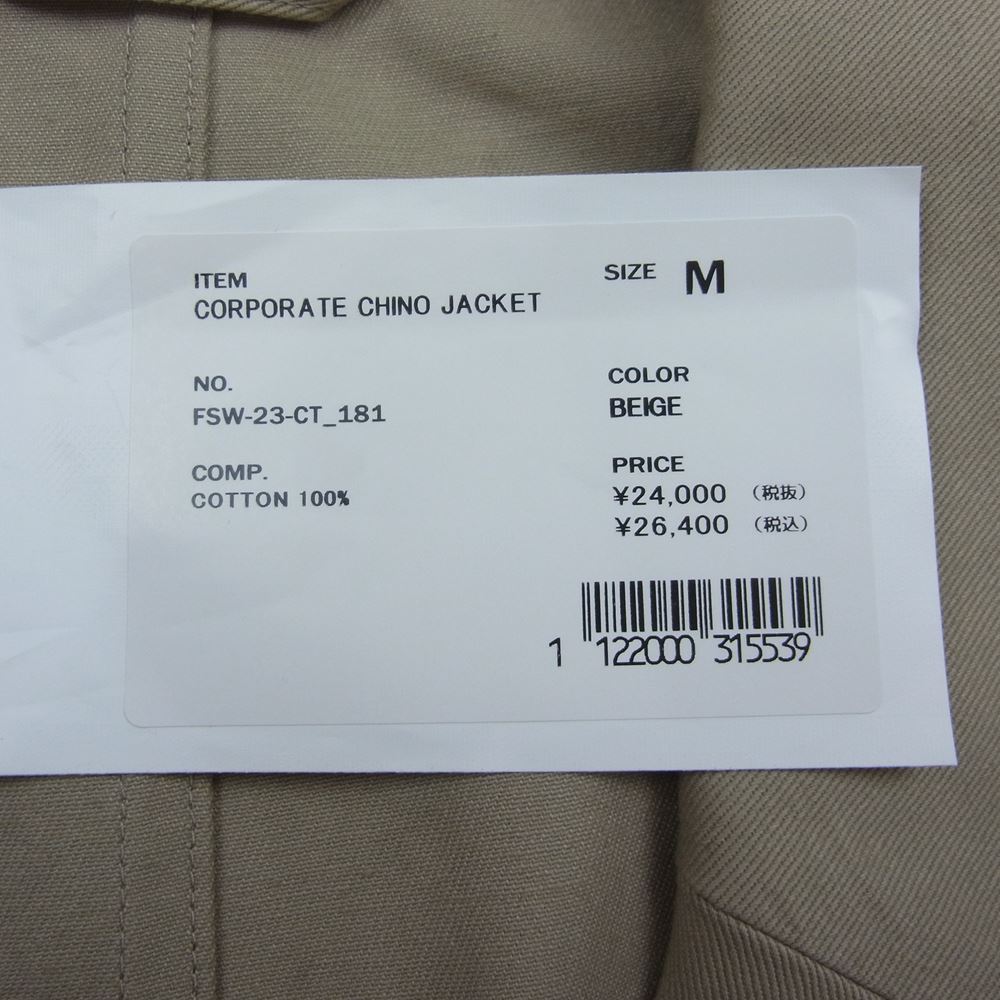 ITEM
CORPORATE CHINO JACKET
SIZE M
NO.
FSW-23-CT_181
COLOR
BEIGE
COMP.
COTTON 100%
PRICE
¥24,000 (税抜)
¥26,400 (税込)
1 122000 315539